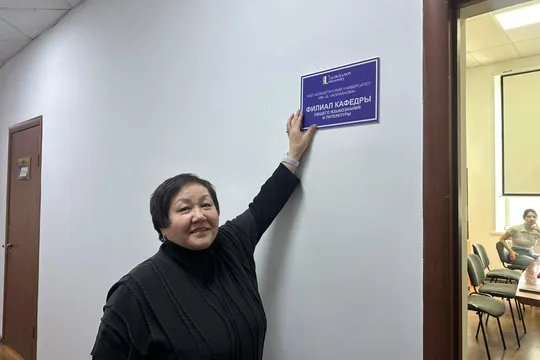 НАО «КОКШЕТАУСКИЙ УНИВЕРСИТЕТ
ИМ. Ш. УАЛИХАНОВА»
ФИЛИАЛ КАФЕДРЫ
ОБЩЕГО ЯЗЫКОЗНАНИЯ
И ЛИТЕРАТУРЫ